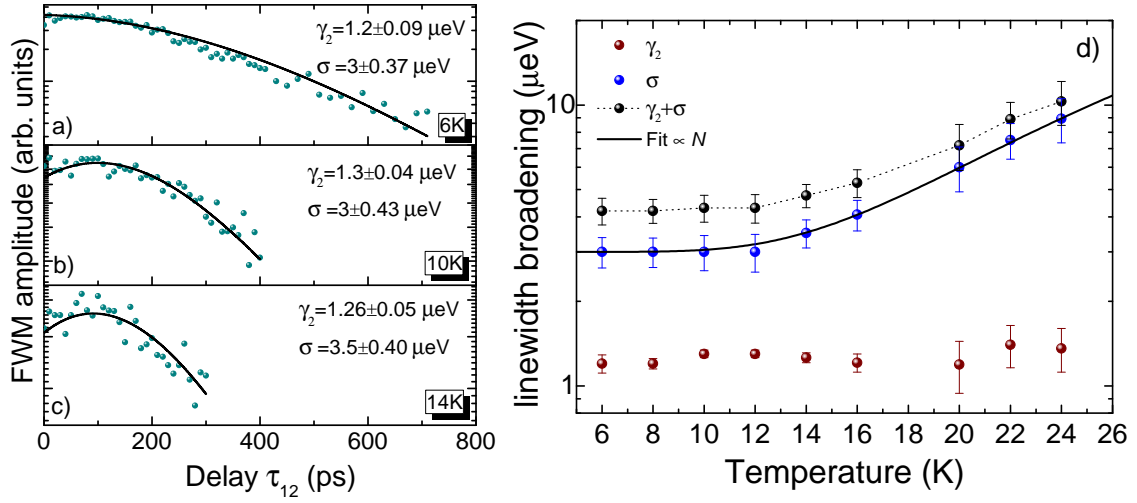 FWM amplitude (arb. units)
γ₂=1.2±0.09 μeV
σ =3±0.37 μeV
a)
6K
γ₂=1.3±0.04 μeV
σ =3±0.43 μeV
b)
10K
γ₂=1.26±0.05 μeV
σ =3.5±0.40 μeV
c)
14K
0 200 400 600 800
Delay τ₁₂ (ps)
linewidth broadening (μeV)
d)
γ₂
σ
γ₂+σ
Fit ∝ N
10
1
6 8 10 12 14 16 18 20 22 24 26
Temperature (K)